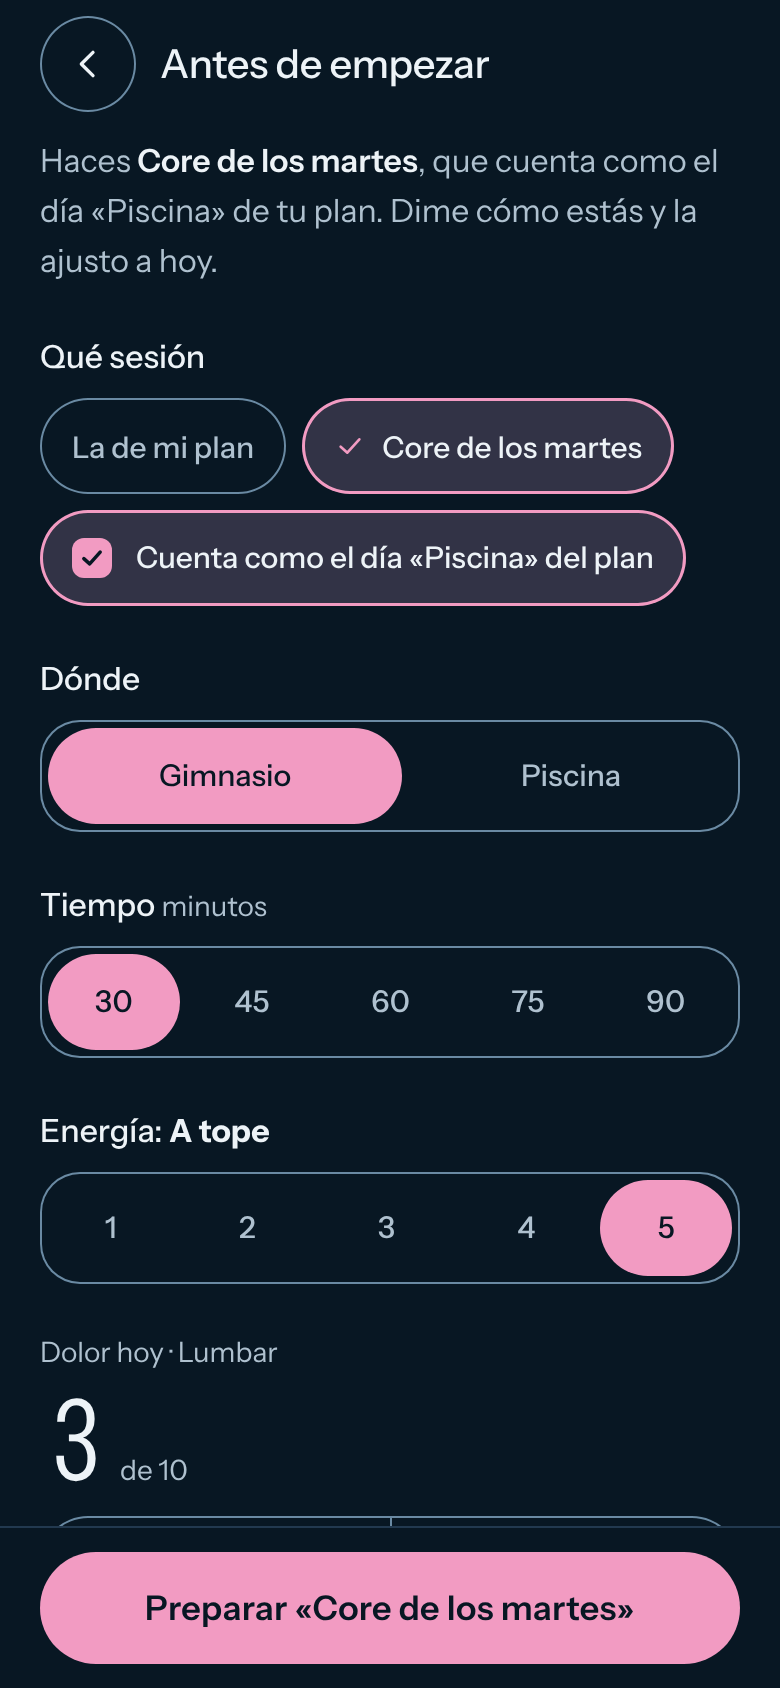 Antes de empezar
Haces Core de los martes, que cuenta como el
día «Piscina» de tu plan. Dime cómo estás y la
ajusto a hoy.
Qué sesión
La de mi plan
Core de los martes
Cuenta como el día «Piscina» del plan
Dónde
Gimnasio
Piscina
Tiempo minutos
30 45 60 75 90
Energía: A tope
1 2 3 4 5
Dolor hoy · Lumbar
3 de 10
Preparar «Core de los martes»